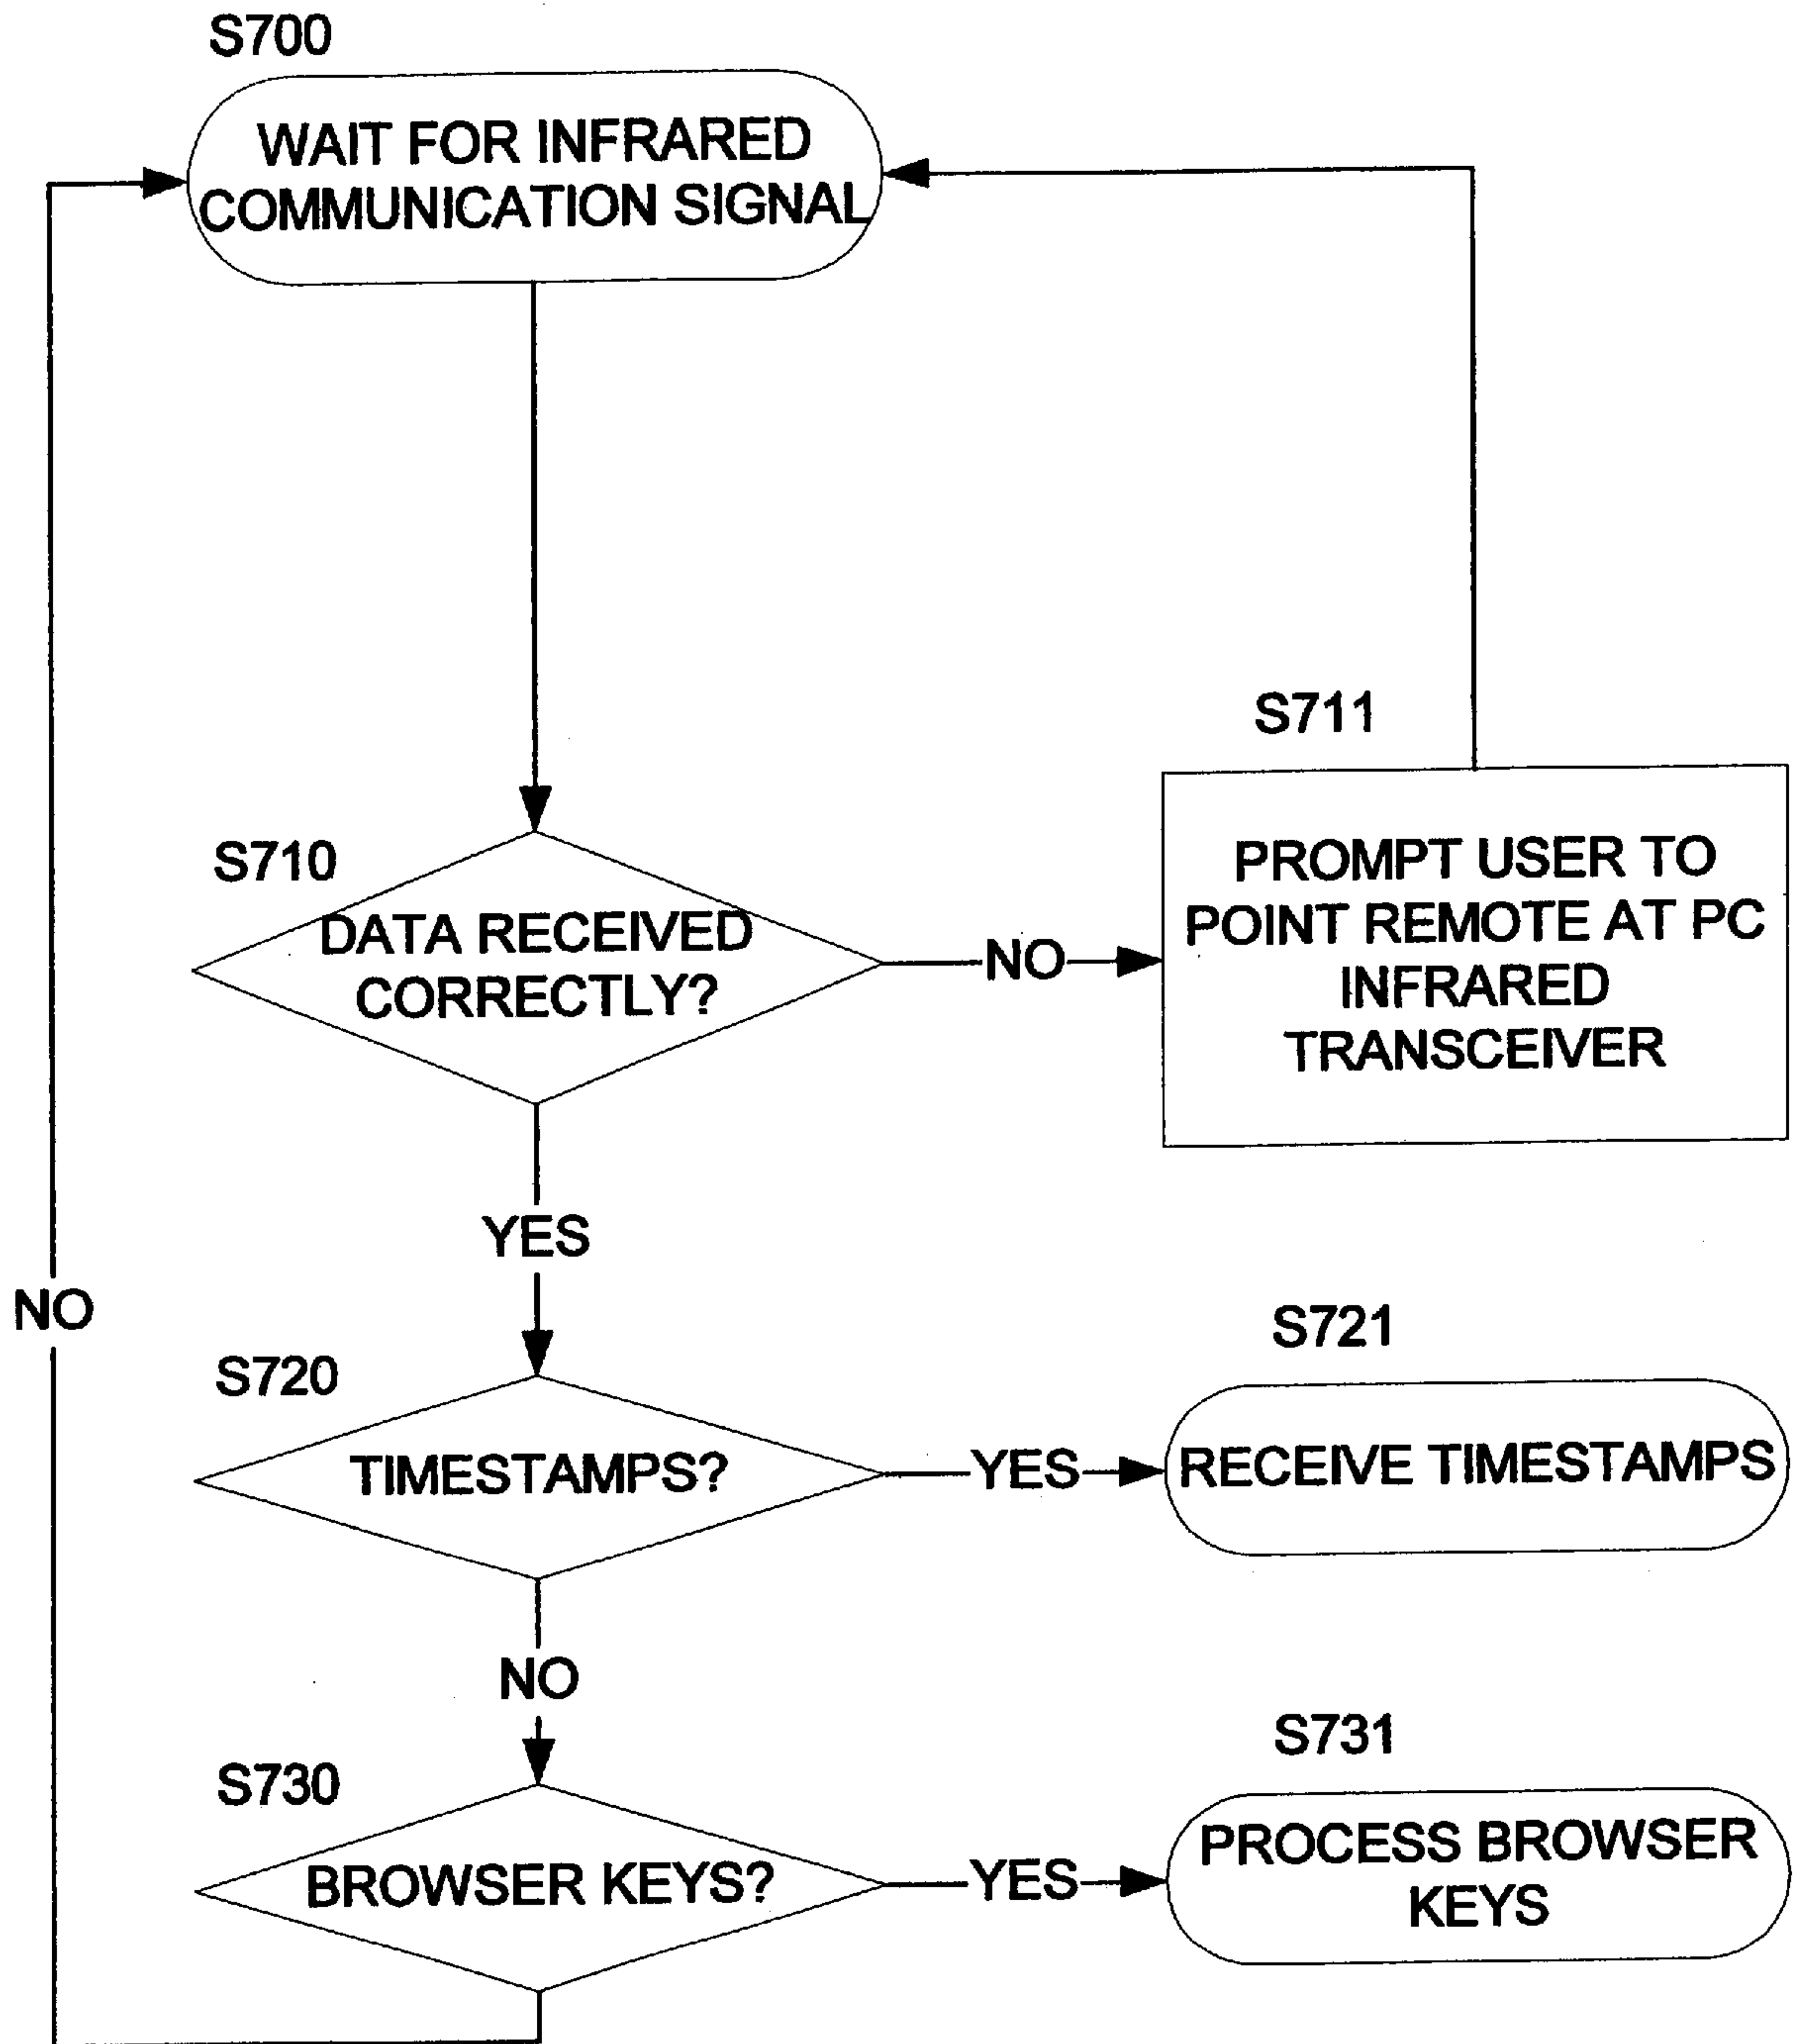 S700
WAIT FOR INFRARED
COMMUNICATION SIGNAL
S711
PROMPT USER TO
POINT REMOTE AT PC
INFRARED
TRANSCEIVER
S710
DATA RECEIVED
CORRECTLY?
NO
YES
NO
S720
TIMESTAMPS?
YES
S721
RECEIVE TIMESTAMPS
NO
S730
BROWSER KEYS?
YES
S731
PROCESS BROWSER
KEYS